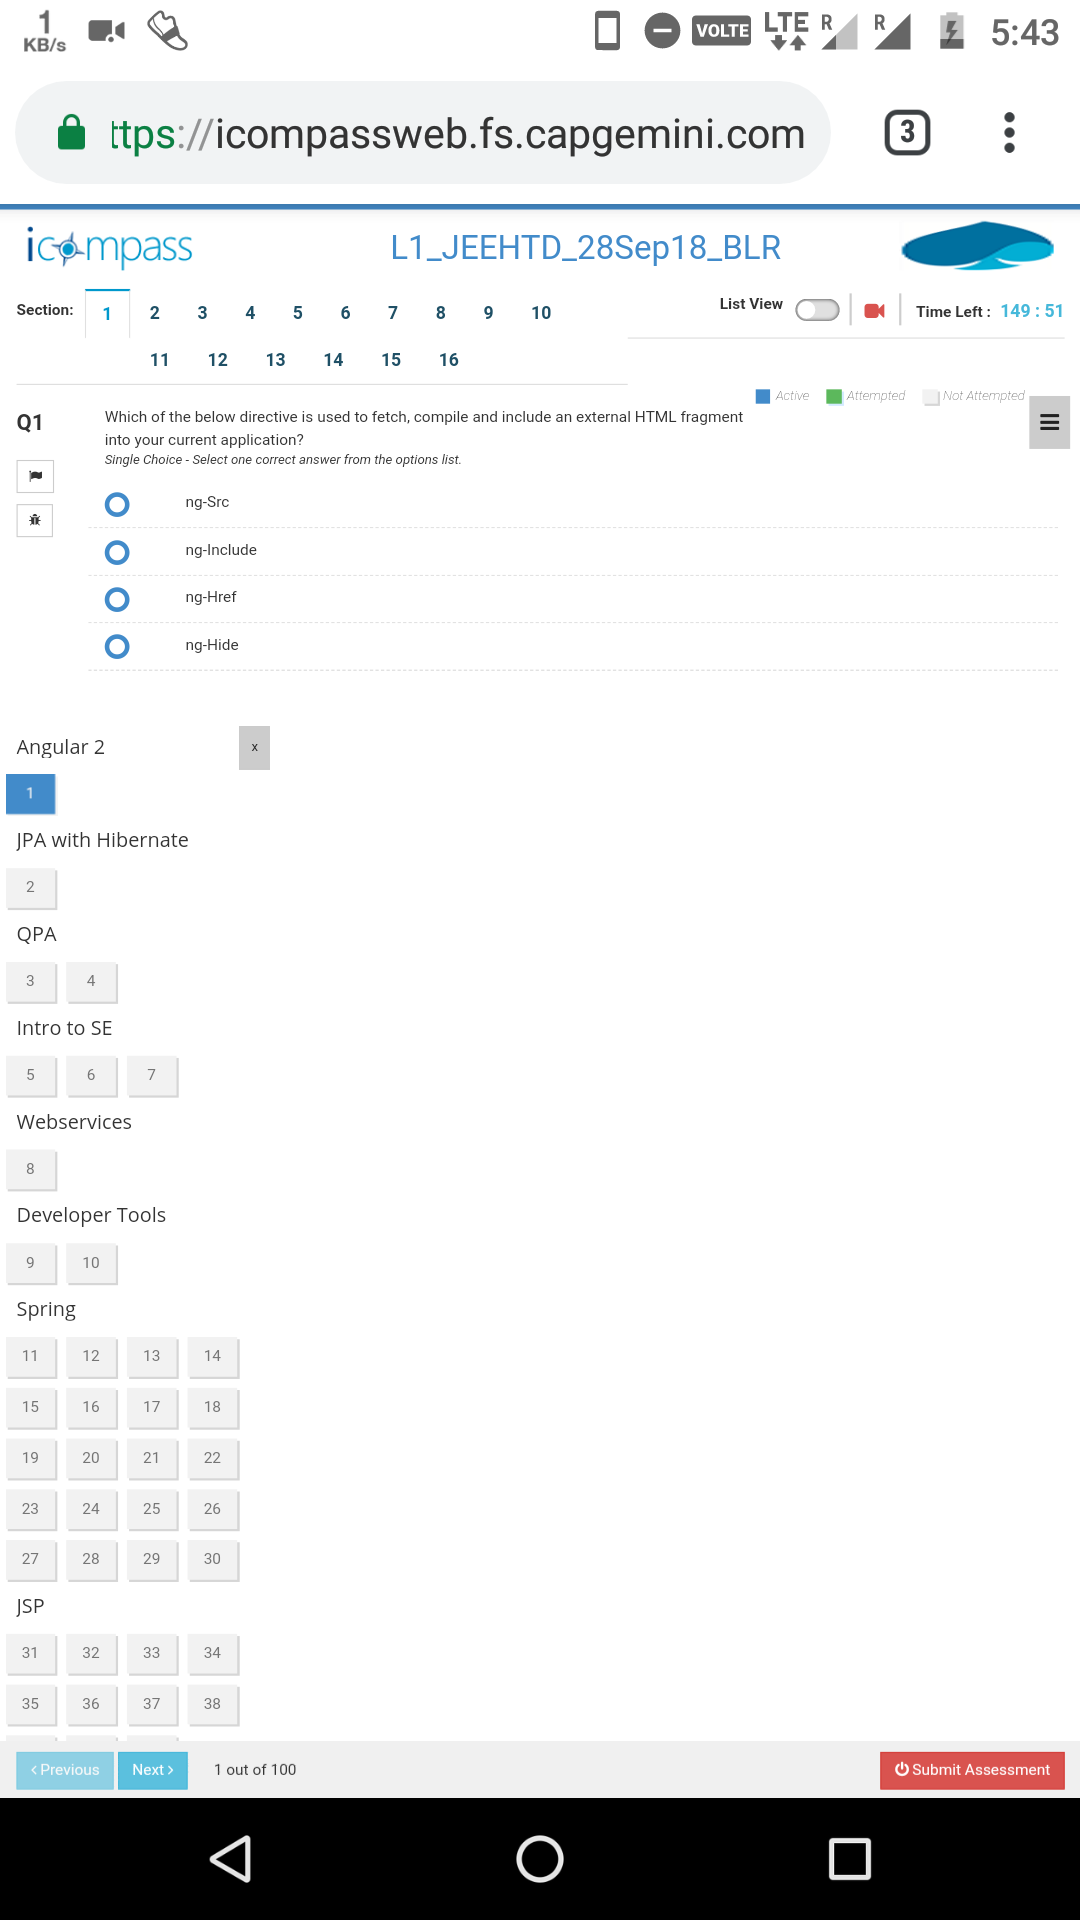 1
KB/s
VOLTE
LTE
R
R
5:43
ttps://icompassweb.fs.capgemini.com
3
icompass
L1_JEEHTD_28Sep18_BLR
Section:
1 2 3 4 5 6 7 8 9 10
List View
Time Left : 149 : 51
11 12 13 14 15 16
Active Attempted Not Attempted
Q1
Which of the below directive is used to fetch, compile and include an external HTML fragment
into your current application?
Single Choice - Select one correct answer from the options list.
ng-Src
ng-Include
ng-Href
ng-Hide
Angular 2
x
1
JPA with Hibernate
2
QPA
3 4
Intro to SE
5 6 7
Webservices
8
Developer Tools
9 10
Spring
11 12 13 14
15 16 17 18
19 20 21 22
23 24 25 26
27 28 29 30
JSP
31 32 33 34
35 36 37 38
‹ Previous
Next ›
1 out of 100
Submit Assessment